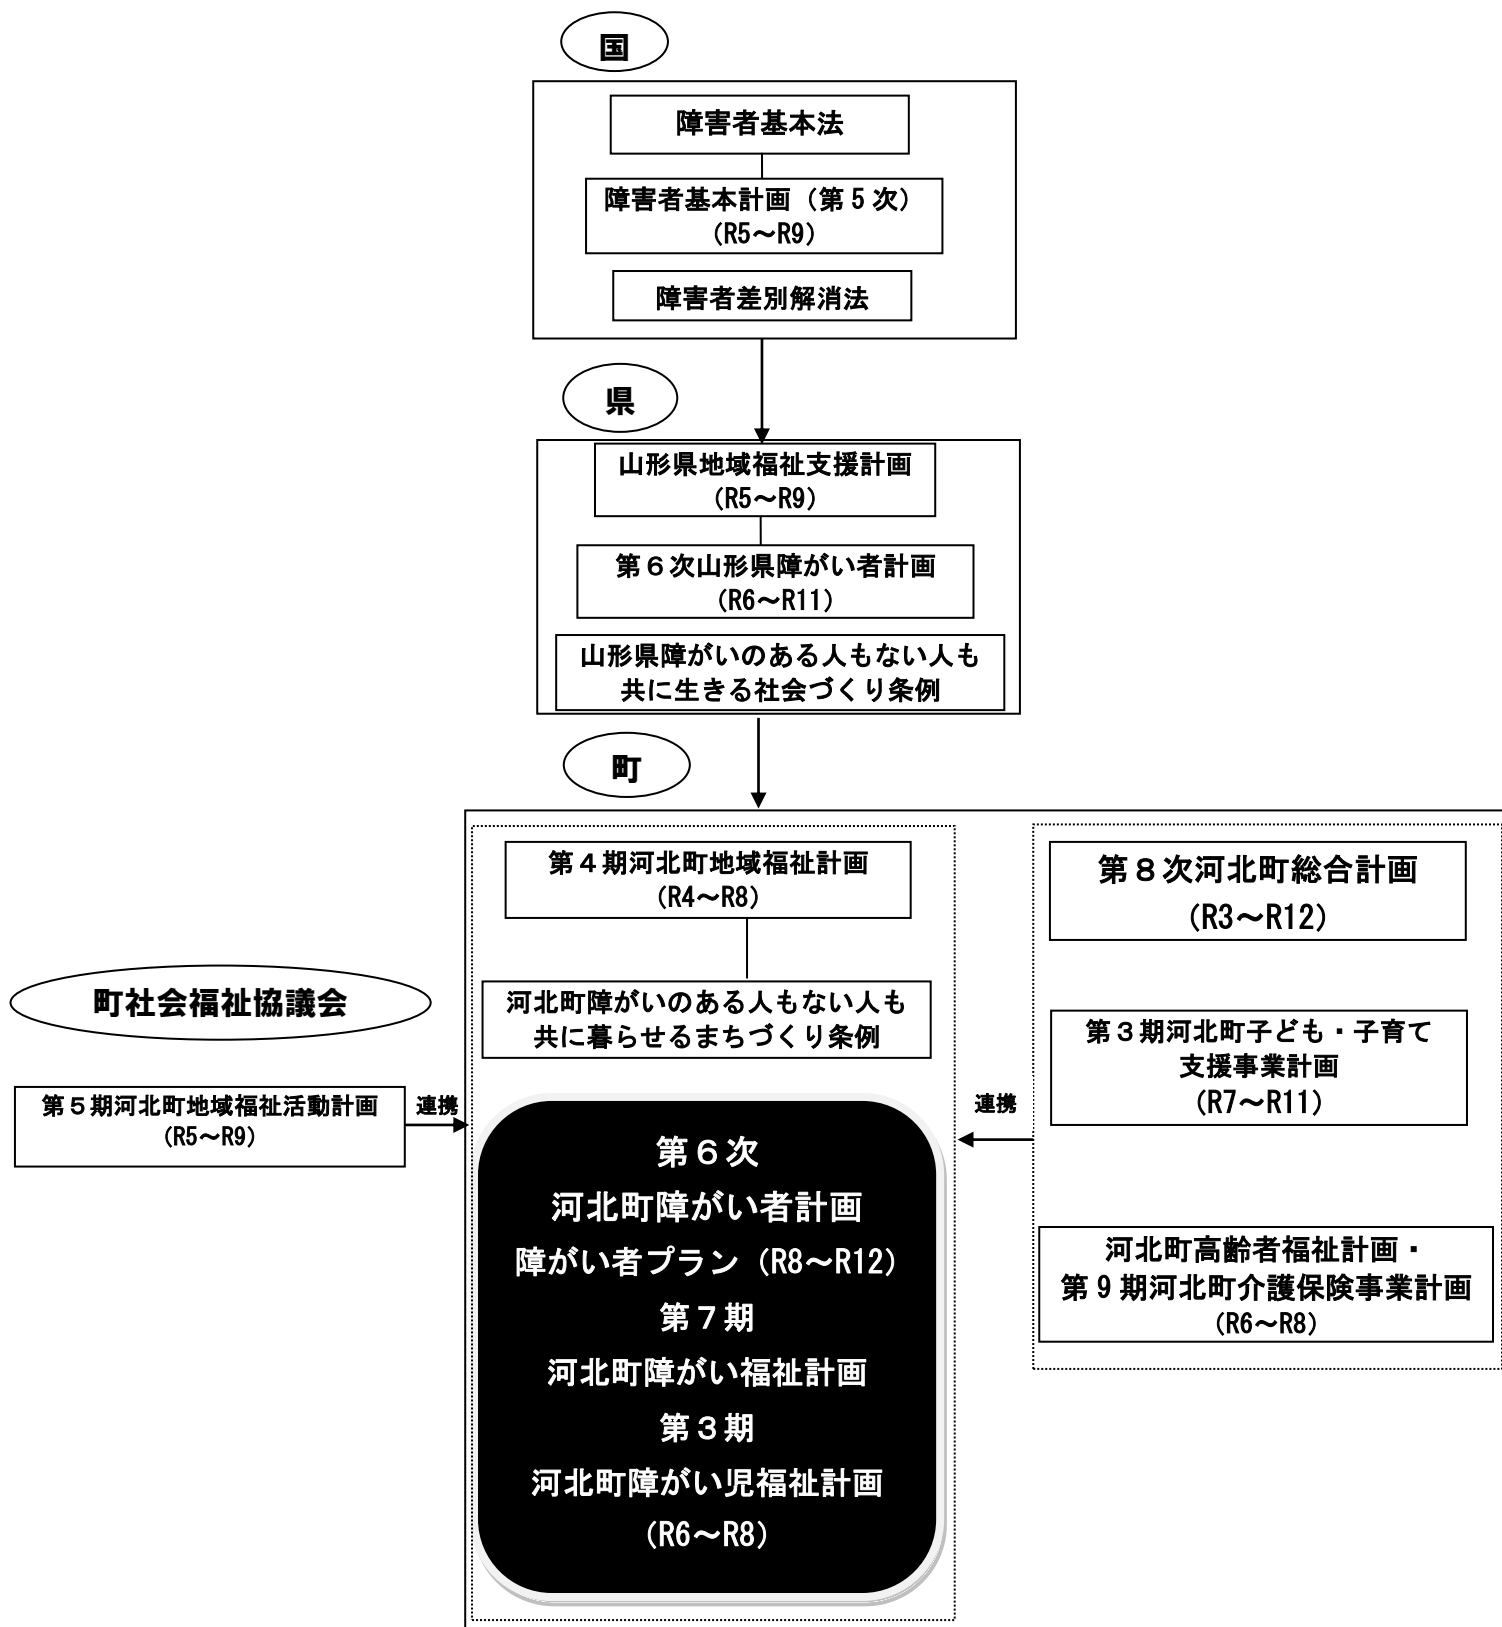 国
障害者基本法
障害者基本計画（第5次）
（R5～R9）
障害者差別解消法
県
山形県地域福祉支援計画
（R5～R9）
第６次山形県障がい者計画
（R6～R11）
山形県障がいのある人もない人も
共に生きる社会づくり条例
町
第４期河北町地域福祉計画
（R4～R8）
河北町障がいのある人もない人も
共に暮らせるまちづくり条例
町社会福祉協議会
第５期河北町地域福祉活動計画
（R5～R9）
連携
第６次
河北町障がい者計画
障がい者プラン（R8～R12）
第７期
河北町障がい福祉計画
第３期
河北町障がい児福祉計画
（R6～R8）
連携
第８次河北町総合計画
（R3～R12）
第３期河北町子ども・子育て
支援事業計画
（R7～R11）
河北町高齢者福祉計画・
第9期河北町介護保険事業計画
（R6～R8）